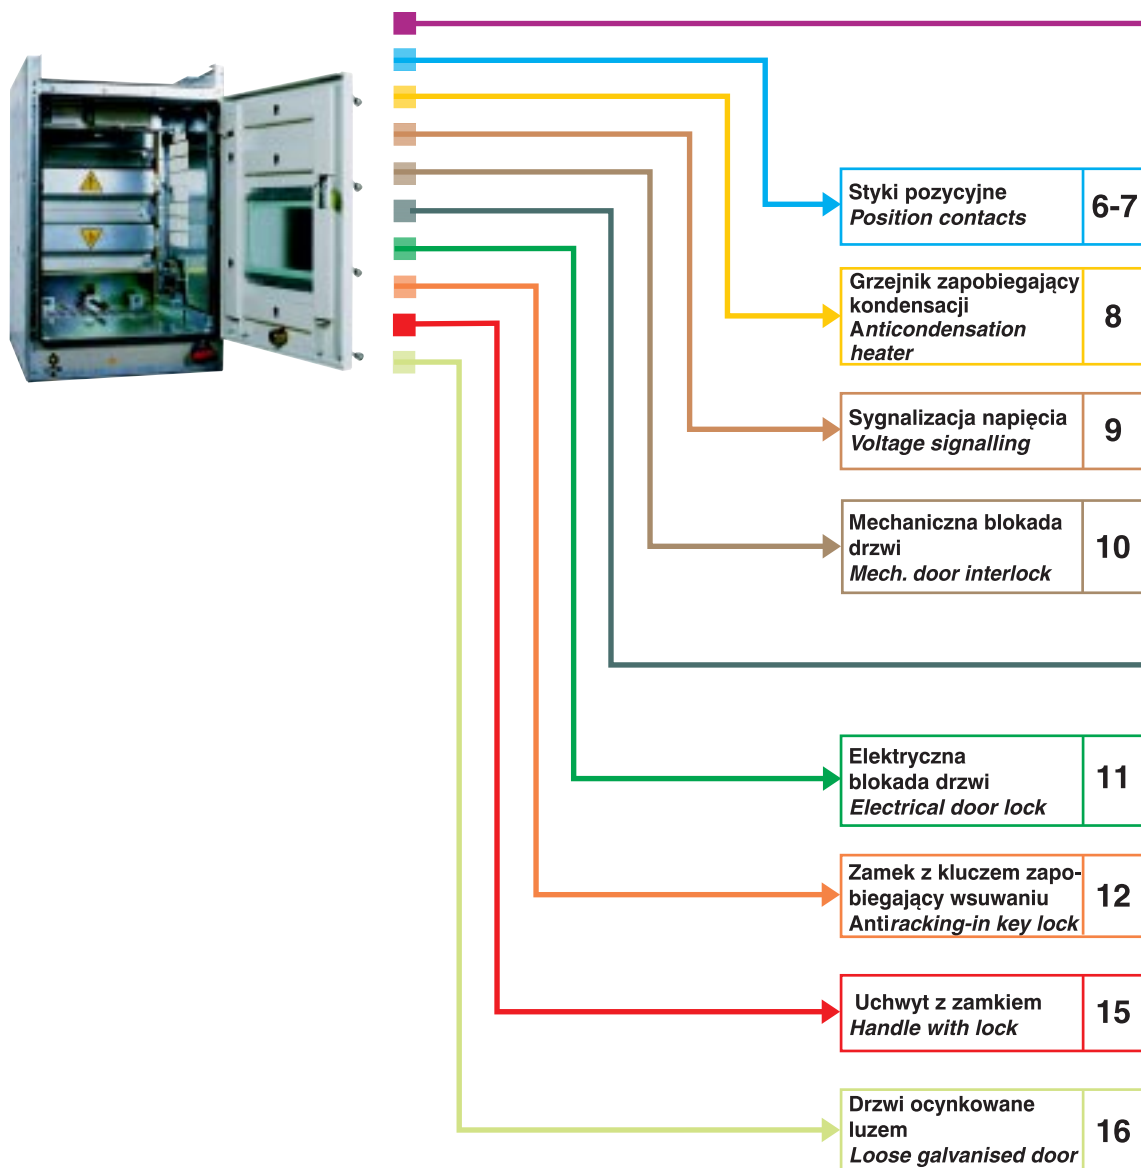 Styki pozycyjne
Position contacts
6-7
Grzejnik zapobiegający
kondensacji
Anticondensation
heater
8
Sygnalizacja napięcia
Voltage signalling
9
Mechaniczna blokada
drzwi
Mech. door interlock
10
Elektryczna
blokada drzwi
Electrical door lock
11
Zamek z kluczem zapo-
biegający wsuwaniu
Antiracking-in key lock
12
Uchwyt z zamkiem
Handle with lock
15
Drzwi ocynkowane
luzem
Loose galvanised door
16